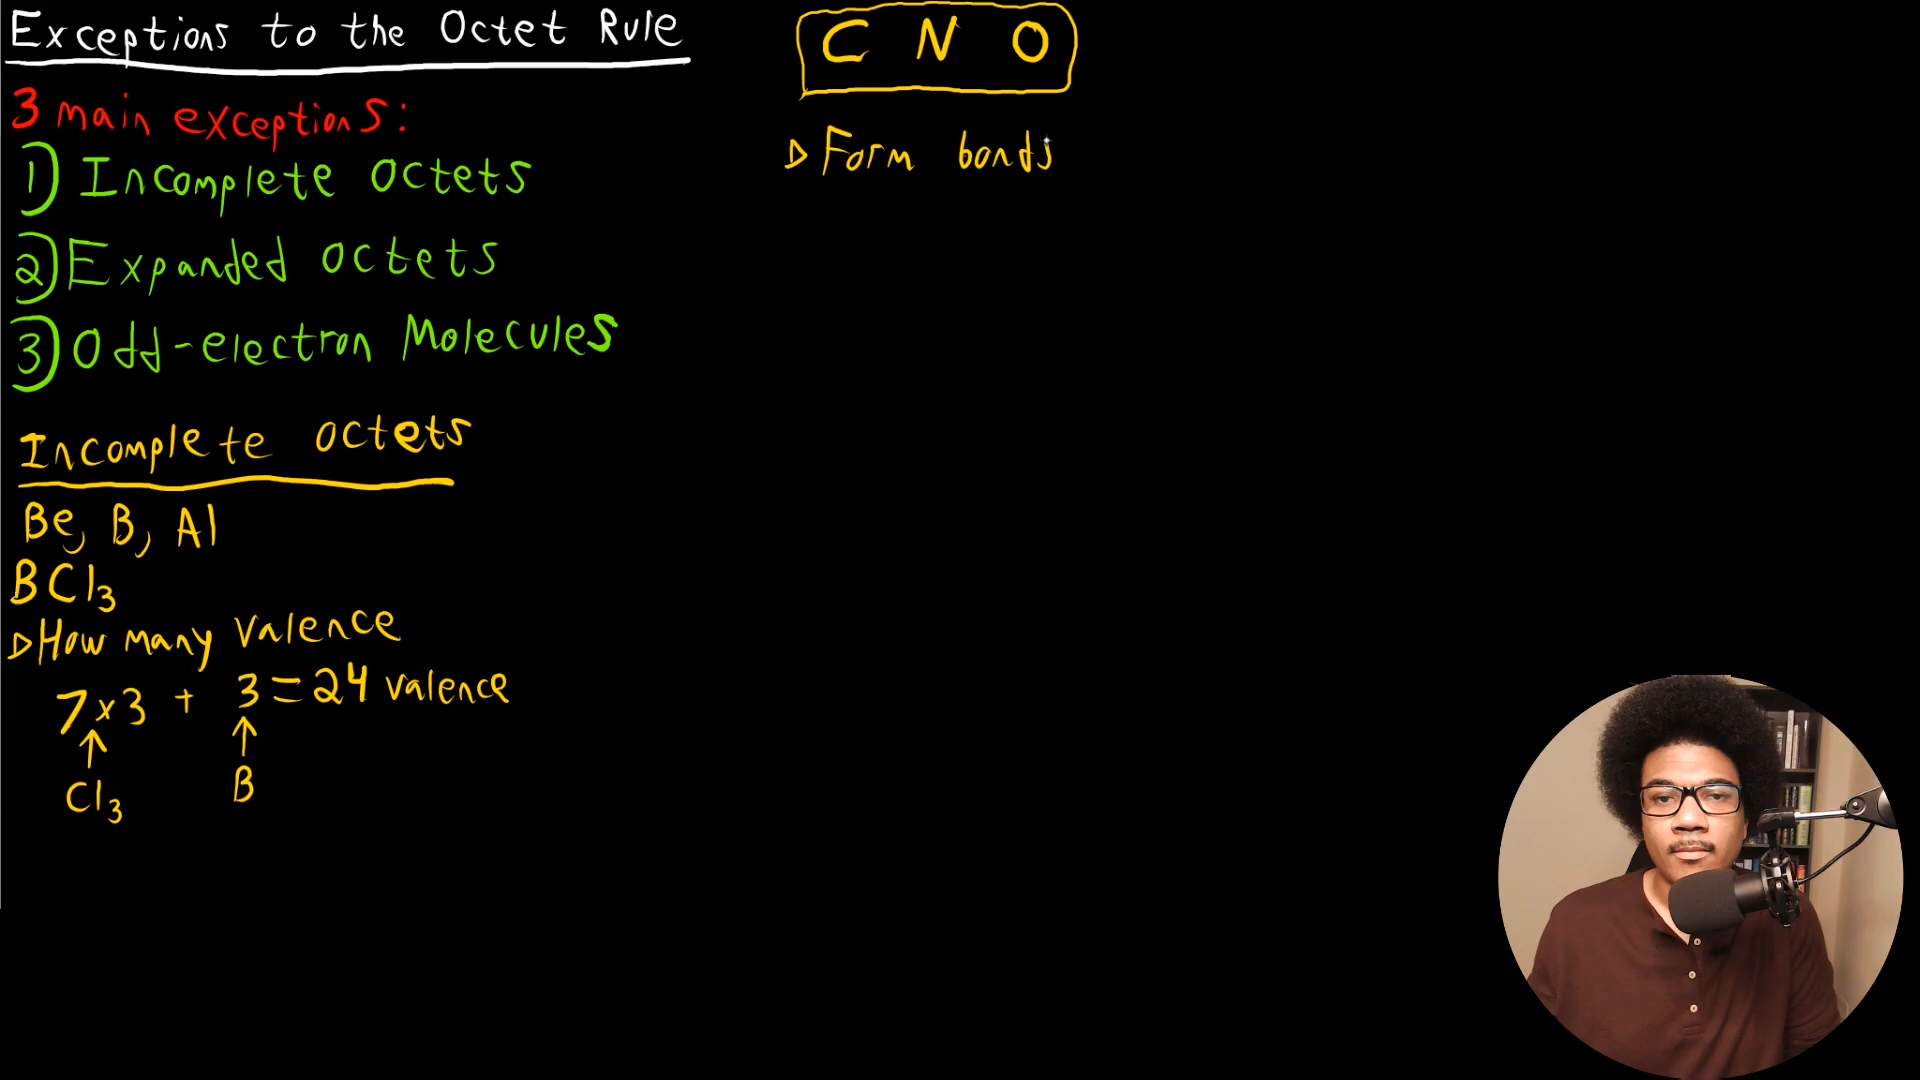 Exceptions to the Octet Rule
3 main exceptions:
1) Incomplete octets
2) Expanded octets
3) Odd-electron Molecules
Incomplete octets
Be, B, Al
BCl₃
▷How many valence
7x3 + 3 = 24 valence
↑ ↑
Cl₃ B
C N O
▷Form bonds